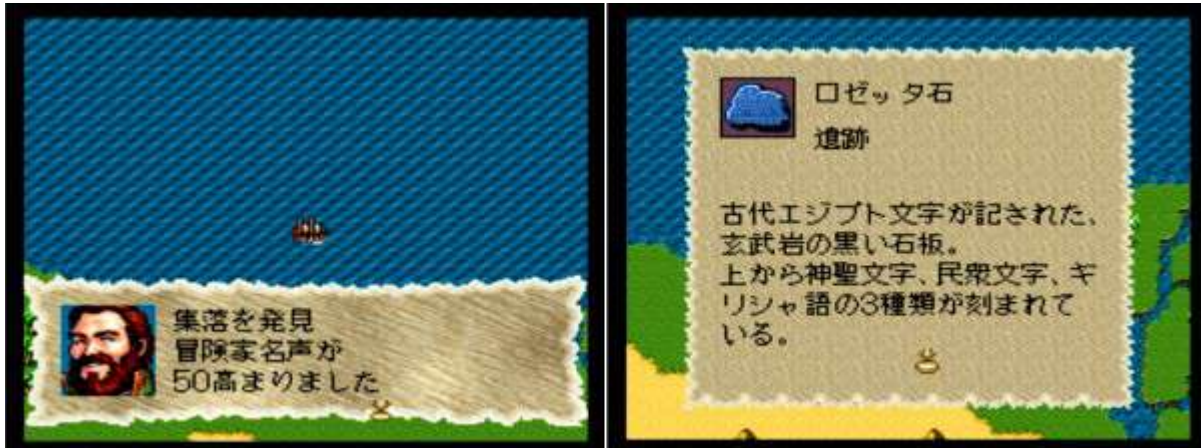 集落を発見
冒険家名声が
50高まりました
ロゼッタ石
遺跡
古代エジプト文字が記された、
玄武岩の黒い石板。
上から神聖文字、民衆文字、ギ
リシャ語の3種類が刻まれて
いる。